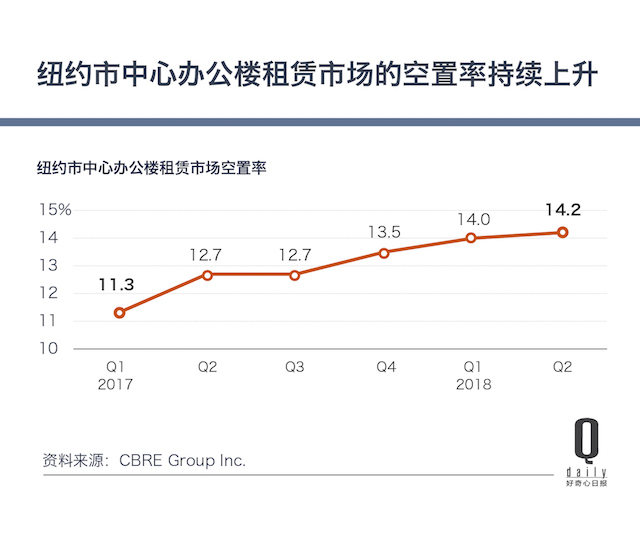 纽约市中心办公楼租赁市场的空置率持续上升
纽约市中心办公楼租赁市场空置率
15%
14
13
12
11
10
11.3
12.7
12.7
13.5
14.0
14.2
Q1 Q2 Q3 Q4 Q1 Q2
2017 2018
资料来源：CBRE Group Inc.
Q
daily
好奇心日报